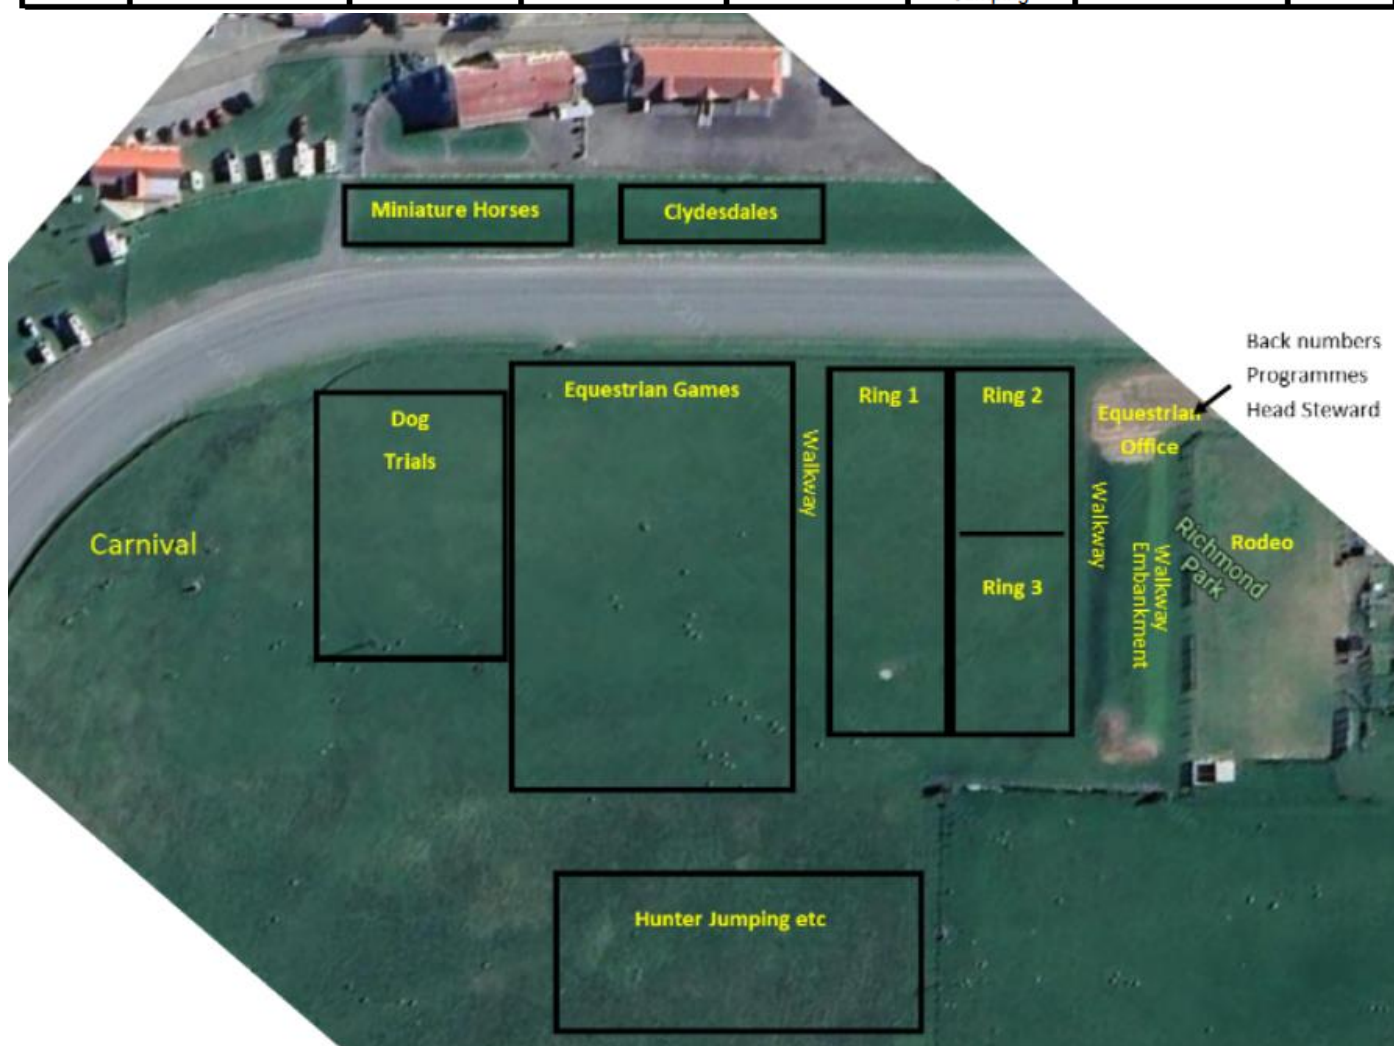 Miniature Horses
Clydesdales
Back numbers
Programmes
Head Steward
Equestrian Games
Ring 1
Ring 2
Equestrian
Office
Dog
Trials
Walkway
Walkway
Walkway
Embankment
Richmond
Park
Rodeo
Carnival
Ring 3
Hunter Jumping etc